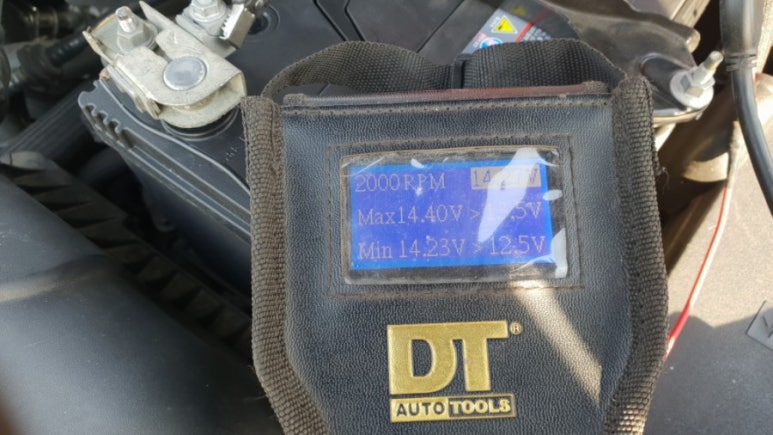 2000RPM
Max14.40V >
Min 14.23V > 12.5V
DT®
AUTO TOOLS